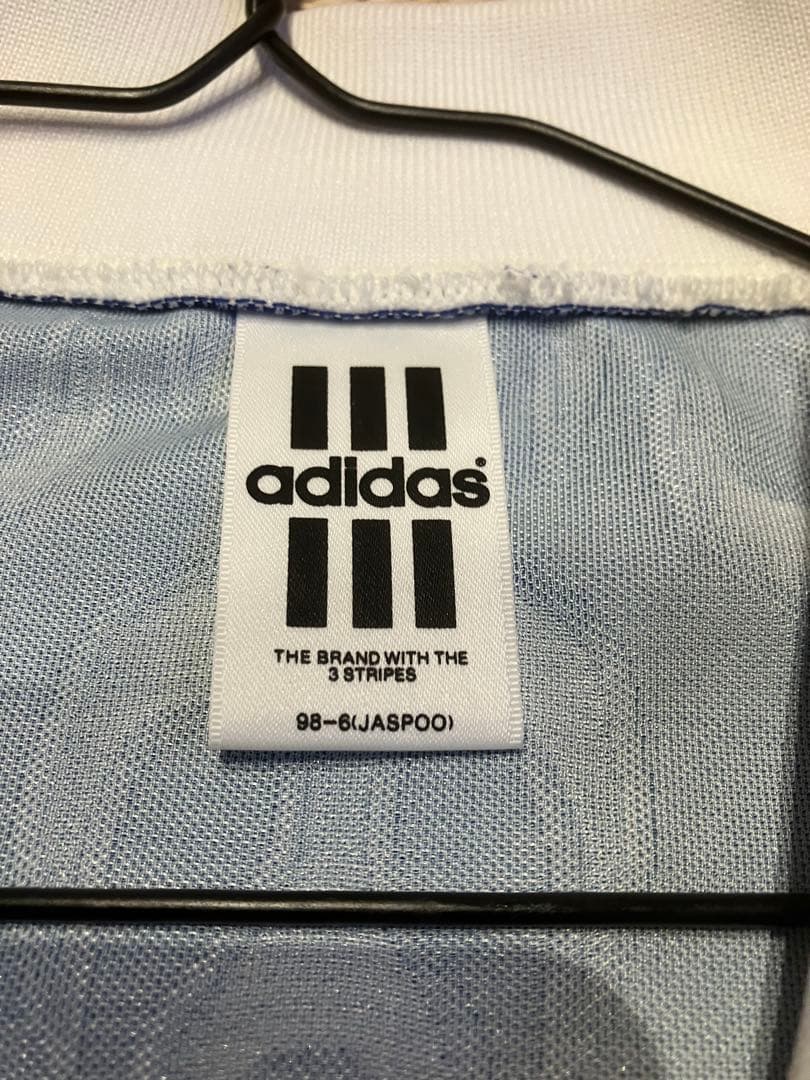 adidas®
THE BRAND WITH THE
3 STRIPES
98-6(JASPOO)